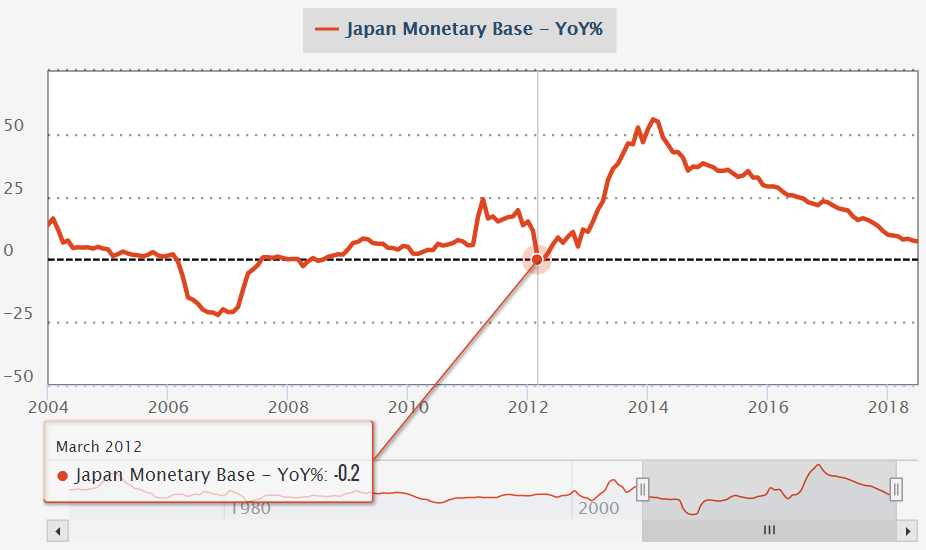 Japan Monetary Base – YoY%
50
25
0
-25
-50
2004 2006 2008 2010 2012 2014 2016 2018
March 2012
Japan Monetary Base – YoY%: -0.2
1980 2000